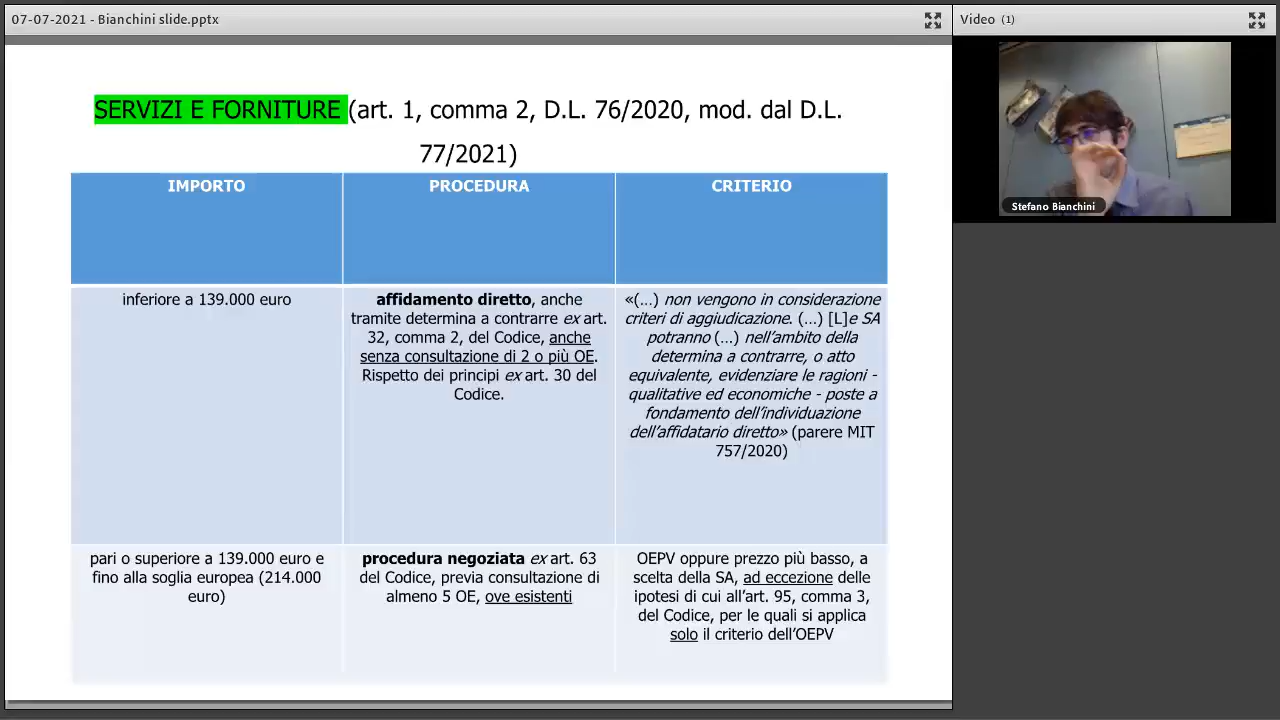 07-07-2021 - Bianchini slide.pptx
Video (1)
SERVIZI E FORNITURE (art. 1, comma 2, D.L. 76/2020, mod. dal D.L.
77/2021)
IMPORTO
PROCEDURA
CRITERIO
inferiore a 139.000 euro
affidamento diretto, anche
tramite determina a contrarre ex art.
32, comma 2, del Codice, anche
senza consultazione di 2 o più OE.
Rispetto dei principi ex art. 30 del
Codice.
«(…) non vengono in considerazione
criteri di aggiudicazione. (…) [L]e SA
potranno (…) nell’ambito della
determina a contrarre, o atto
equivalente, evidenziare le ragioni -
qualitative ed economiche - poste a
fondamento dell’individuazione
dell’affidatario diretto» (parere MIT
757/2020)
pari o superiore a 139.000 euro e
fino alla soglia europea (214.000
euro)
procedura negoziata ex art. 63
del Codice, previa consultazione di
almeno 5 OE, ove esistenti
OEPV oppure prezzo più basso, a
scelta della SA, ad eccezione delle
ipotesi di cui all’art. 95, comma 3,
del Codice, per le quali si applica
solo il criterio dell’OEPV
Stefano Bianchini